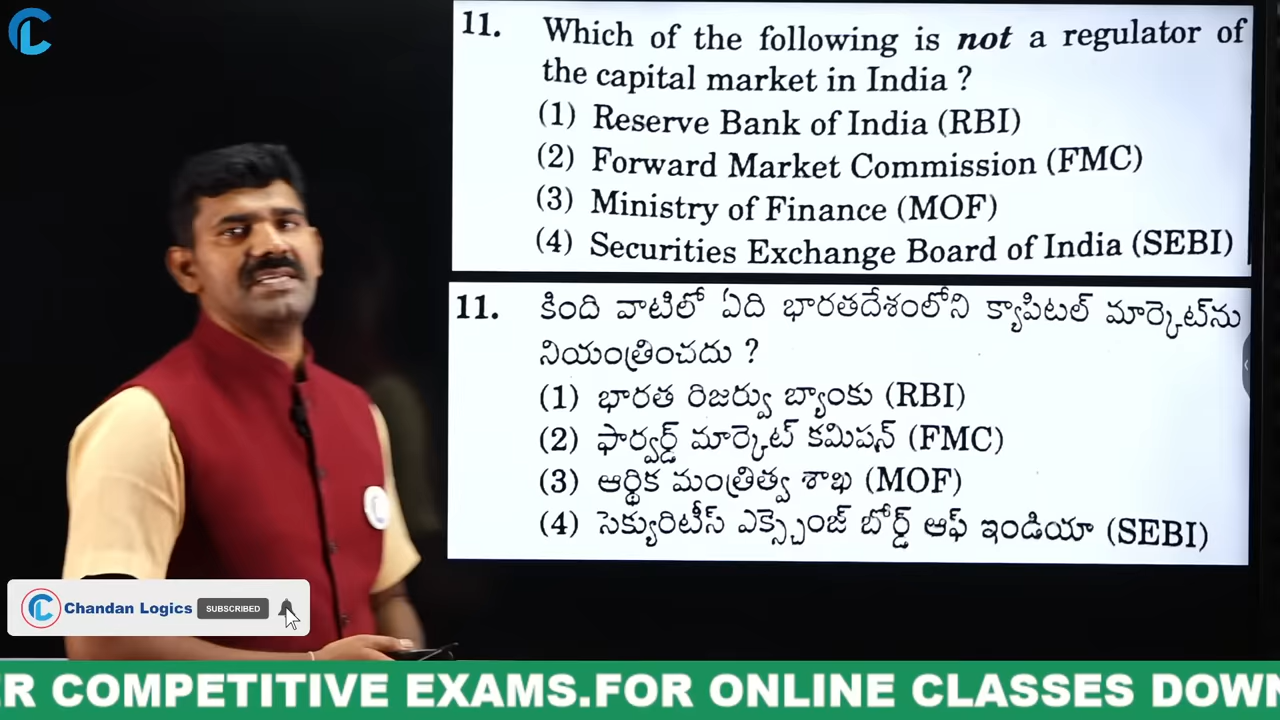 11. Which of the following is not a regulator of
the capital market in India ?
(1) Reserve Bank of India (RBI)
(2) Forward Market Commission (FMC)
(3) Ministry of Finance (MOF)
(4) Securities Exchange Board of India (SEBI)
11. కింది వాటిలో ఏది భారతదేశంలోని క్యాపిటల్ మార్కెట్‌ను
నియంత్రించదు ?
(1) భారత రిజర్వు బ్యాంకు (RBI)
(2) ఫార్వర్డ్ మార్కెట్ కమిషన్ (FMC)
(3) ఆర్థిక మంత్రిత్వ శాఖ (MOF)
(4) సెక్యురిటీస్ ఎక్స్చెంజ్ బోర్డ్ ఆఫ్ ఇండియా (SEBI)
Chandan Logics SUBSCRIBED
ER COMPETITIVE EXAMS.FOR ONLINE CLASSES DOWN